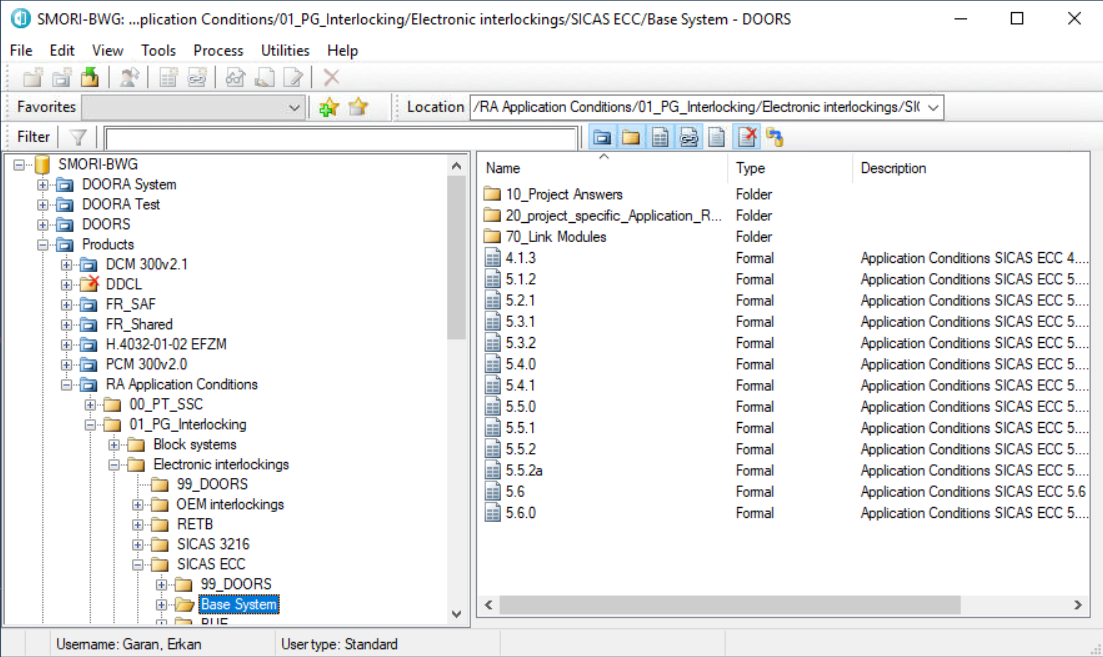 SMORI-BWG: ...plication Conditions/01_PG_Interlocking/Electronic interlockings/SICAS ECC/Base System - DOORS
File Edit View Tools Process Utilities Help
Favorites Location /RA Application Conditions/01_PG_Interlocking/Electronic interlockings/SI
Filter
SMORI-BWG
DOORA System
DOORA Test
DOORS
Products
DCM 300v2.1
DDCL
FR_SAF
FR_Shared
H.4032-01-02 EFZM
PCM 300v2.0
RA Application Conditions
00_PT_SSC
01_PG_Interlocking
Block systems
Electronic interlockings
99_DOORS
OEM interlockings
RETB
SICAS 3216
SICAS ECC
99_DOORS
Base System
Name Type Description
10_Project Answers Folder
20_project_specific_Application_R... Folder
70_Link Modules Folder
4.1.3 Formal Application Conditions SICAS ECC 4....
5.1.2 Formal Application Conditions SICAS ECC 5....
5.2.1 Formal Application Conditions SICAS ECC 5....
5.3.1 Formal Application Conditions SICAS ECC 5....
5.3.2 Formal Application Conditions SICAS ECC 5....
5.4.0 Formal Application Conditions SICAS ECC 5....
5.4.1 Formal Application Conditions SICAS ECC 5....
5.5.0 Formal Application Conditions SICAS ECC 5....
5.5.1 Formal Application Conditions SICAS ECC 5....
5.5.2 Formal Application Conditions SICAS ECC 5....
5.5.2a Formal Application Conditions SICAS ECC 5....
5.6 Formal Application Conditions SICAS ECC 5.6
5.6.0 Formal Application Conditions SICAS ECC 5....
Username: Garan, Erkan User type: Standard